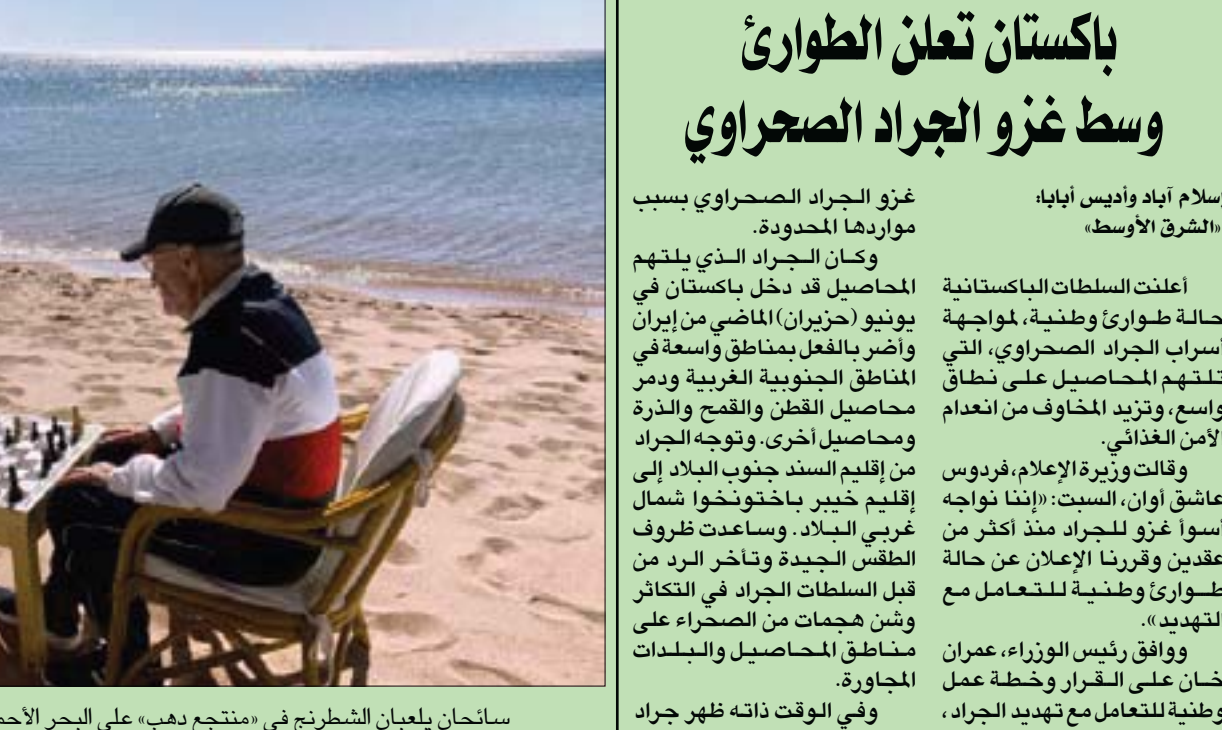 باكستان تعلن الطوارئ
وسط غزو الجراد الصحراوي
إسلام آباد وأديس أبابا:
«الشرق الأوسط»
أعلنت السلطات الباكستانية
حالة طوارئ وطنية، لمواجهة
أسراب الجراد الصحراوي، التي
تلتهم المحاصيل على نطاق
واسع، وتزيد المخاوف من انعدام
الأمن الغذائي.
وقالت وزيرة الإعلام، فردوس
عاشق أوان، السبت: «إننا نواجه
أسوأ غزو للجراد منذ أكثر من
عقدين وقررنا الإعلان عن حالة
طوارئ وطنية للتعامل مع
التهديد».
ووافق رئيس الوزراء، عمران
خان على القرار وخطة عمل
وطنية للتعامل مع تهديد الجراد،
غزو الجراد الصحراوي بسبب
مواردها المحدودة.
وكان الجراد الذي يلتهم
المحاصيل قد دخل باكستان في
يونيو (حزيران) الماضي من إيران
وأضر بالفعل بمناطق واسعة في
المناطق الجنوبية الغربية ودمر
محاصيل القطن والقمح والذرة
ومحاصيل أخرى. وتوجه الجراد
من إقليم السند جنوب البلاد إلى
إقليم خيبر باختونخوا شمال
غربي البلاد. وساعدت ظروف
الطقس الجيدة وتأخر الرد من
قبل السلطات الجراد في التكاثر
وشن هجمات من الصحراء على
مناطق المحاصيل والبلدات
المجاورة.
وفي الوقت ذاته ظهر جراد
سائحان يلعبان الشطرنج في «منتجع دهب» على البحر الأحم